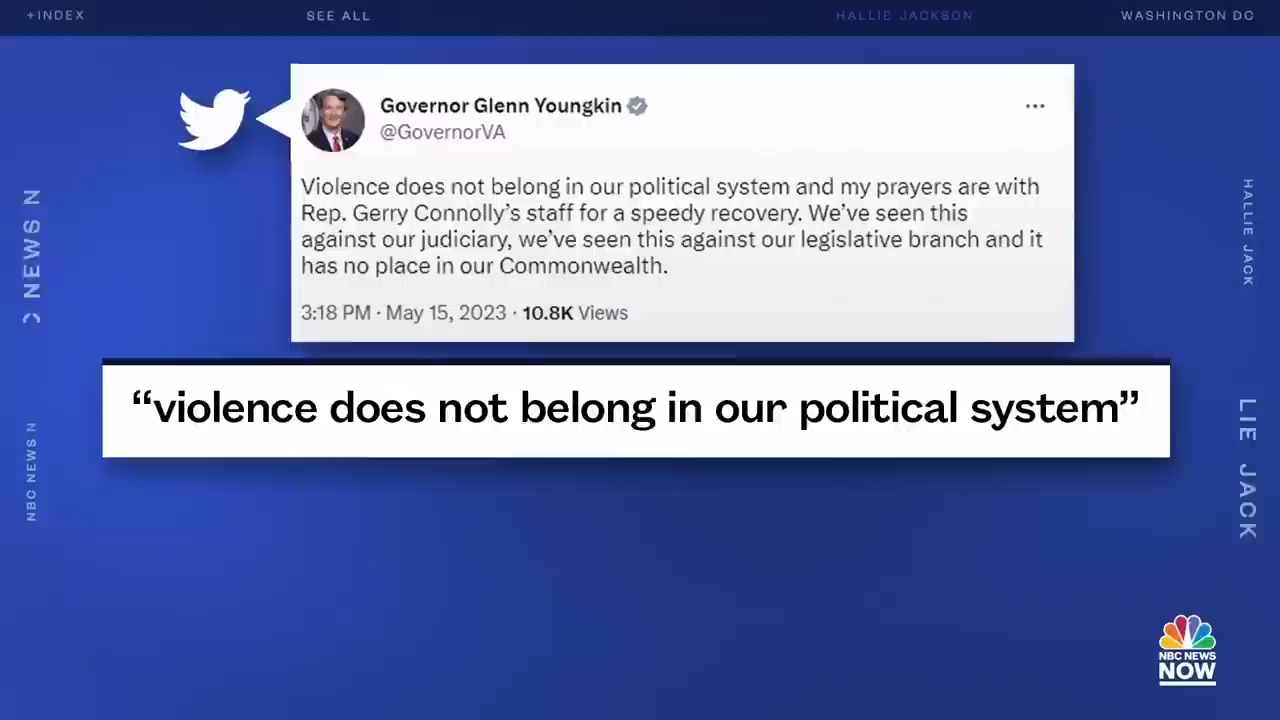 +INDEX
SEE ALL
HALLIE JACKSON
WASHINGTON DC
Governor Glenn Youngkin
@GovernorVA
Violence does not belong in our political system and my prayers are with
Rep. Gerry Connolly’s staff for a speedy recovery. We’ve seen this
against our judiciary, we’ve seen this against our legislative branch and it
has no place in our Commonwealth.
3:18 PM · May 15, 2023 · 10.8K Views
“violence does not belong in our political system”
NEWS N
NBC NEWS N
HALLIE JACK
LIE JACK
NBC NEWS
NOW